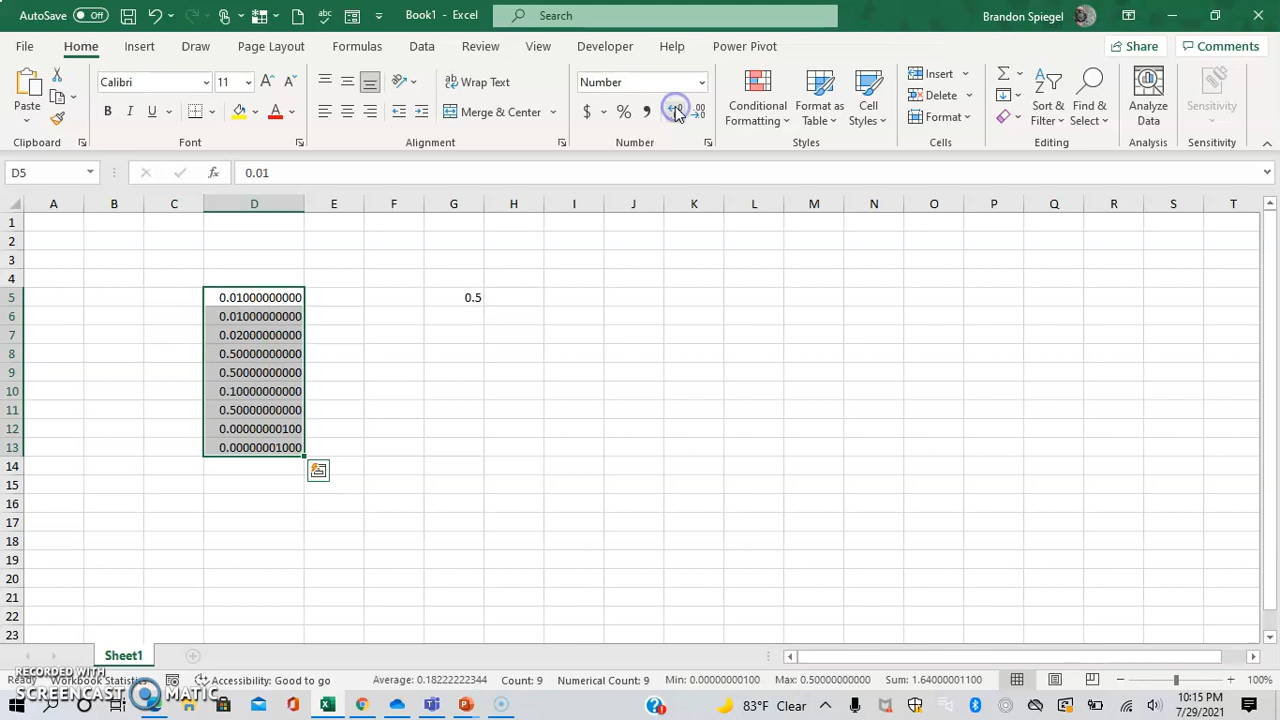 AutoSave Off Book1 - Excel Search Brandon Spiegel
File Home Insert Draw Page Layout Formulas Data Review View Developer Help Power Pivot Share Comments
Calibri 11 Wrap Text Number Insert
Paste B I U Merge & Center $ % Conditional Formatting Format as Table Cell Styles Delete Format Sort & Filter Find & Select Analyze Data Sensitivity
Clipboard Font Alignment Number Styles Cells Editing Analysis Sensitivity
D5 fx 0.01
A B C D E F G H I J K L M N O P Q R S T
1
2
3
4
5 0.01000000000 0.5
6 0.01000000000
7 0.02000000000
8 0.50000000000
9 0.50000000000
10 0.10000000000
11 0.50000000000
12 0.00000000100
13 0.00000001000
14
15
16
17
18
19
20
21
22
23
Sheet1
RECORDED WITH
SCREENCAST MATIC
Ready Workbook Statistics Accessibility: Good to go Average: 0.18222222344 Count: 9 Numerical Count: 9 Min: 0.00000000100 Max: 0.50000000000 Sum: 1.64000001100 100%
83°F Clear 10:15 PM
7/29/2021